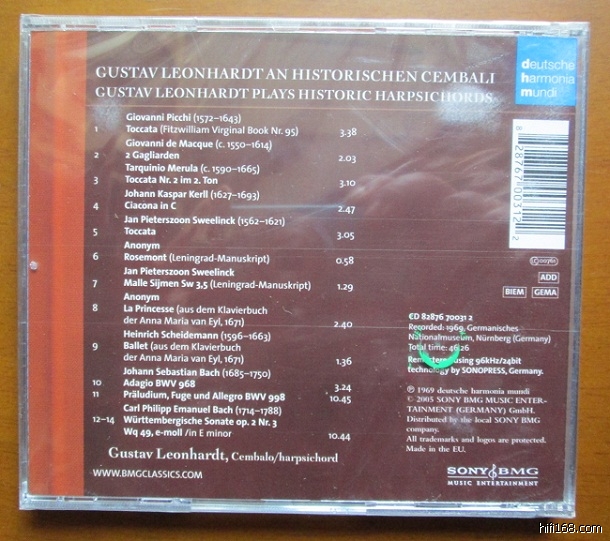 deutsche
harmonia
mundi
GUSTAV LEONHARDT AN HISTORISCHEN CEMBALI
GUSTAV LEONHARDT PLAYS HISTORIC HARPSICHORDS
Giovanni Picchi (1572–1643)
1 Toccata (Fitzwilliam Virginal Book Nr. 95) 3.38
Giovanni de Macque (c. 1550–1614)
2 2 Gagliarden 2.03
Tarquinio Merula (c. 1590–1665)
3 Toccata Nr. 2 im 2. Ton 3.10
Johann Kaspar Kerll (1627–1693)
4 Ciacona in C 2.47
Jan Pieterszoon Sweelinck (1562–1621)
5 Toccata 3.05
Anonym
6 Rosemont (Leningrad-Manuskript) 0.58
Jan Pieterszoon Sweelinck
7 Malle Sijmen Sw 3,5 (Leningrad-Manuskript) 1.29
Anonym
8 La Princesse (aus dem Klavierbuch
der Anna Maria van Eyl, 1671) 2.40
Heinrich Scheidemann (1596–1663)
9 Ballet (aus dem Klavierbuch
der Anna Maria van Eyl, 1671) 1.36
Johann Sebastian Bach (1685–1750)
10 Adagio BWV 968 3.24
11 Präludium, Fuge und Allegro BWV 998 10.45
Carl Philipp Emanuel Bach (1714–1788)
12–14 Württembergische Sonate op. 2 Nr. 3
Wq 49, e-moll /in E minor 10.44
Gustav Leonhardt, Cembalo/harpsichord
WWW.BMGCLASSICS.COM
8 28767 00312 2
ADD
BIEM GEMA
CD 82876 70031 2
Recorded: 1969, Germanisches
Nationalmuseum, Nürnberg (Germany)
Total time: 46:26
Remastered using 96kHz/24bit
technology by SONOPRESS, Germany.
℗ 1969 deutsche harmonia mundi
© 2005 SONY BMG MUSIC ENTER-
TAINMENT (GERMANY) GmbH.
Distributed by the local SONY BMG
company.
All trademarks and logos are protected.
Made in the EU.
SONY BMG
MUSIC ENTERTAINMENT
hifi168.com